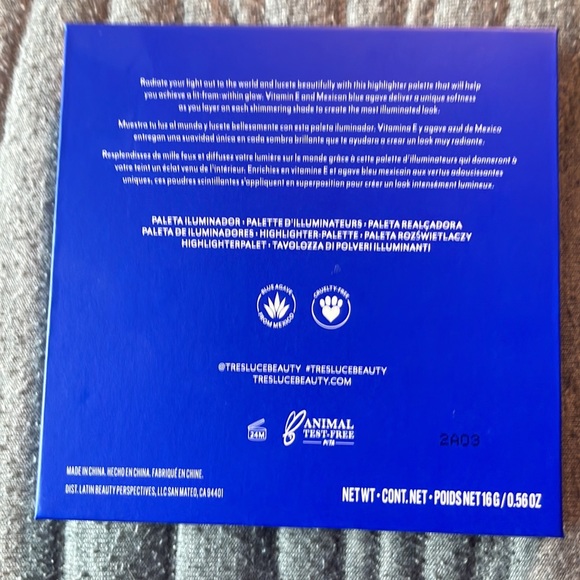 Radiate your light out to the world and lucete beautifully with this highlighter palette that will help
you achieve a lit-from-within glow. Vitamin E and Mexican blue agave deliver a unique softness
as you layer on each shimmering shade to create the most illuminated look.
Muestra tu luz al mundo y lucete bellesamente con esta paleta iluminador. Vitamina E y agave azul de Mexico
entregan una suavidad única en cada sombra brillante que te ayudara a crear un look muy radiante.
Resplendissez de mille feux et diffusez votre lumière sur le monde grâce à cette palette d'illuminateurs qui donneront à
votre teint un éclat venu de l'intérieur. Enrichies en vitamine E et agave bleu mexicain aux vertus adoucissantes
uniques, ces poudres scintillantes s'appliquent en superposition pour créer un look intensément lumineux.
PALETA ILUMINADOR • PALETTE D'ILLUMINATEURS • PALETA REALÇADORA
PALETA DE ILUMINADORES • HIGHLIGHTER-PALETTE • PALETA ROZŚWIETLACZY
HIGHLIGHTERPALET • TAVOLOZZA DI POLVERI ILLUMINANTI
BLUE AGAVE
FROM MEXICO
CRUELTY FREE
@TRESLUCEBEAUTY #TRESLUCEBEAUTY
TRESLUCEBEAUTY.COM
24M
ANIMAL
TEST-FREE
PETA
2A03
MADE IN CHINA. HECHO EN CHINA. FABRIQUÉ EN CHINE.
DIST. LATIN BEAUTY PERSPECTIVES, LLC SAN MATEO, CA 94401
NET WT • CONT. NET • POIDS NET 16 G / 0.56 OZ